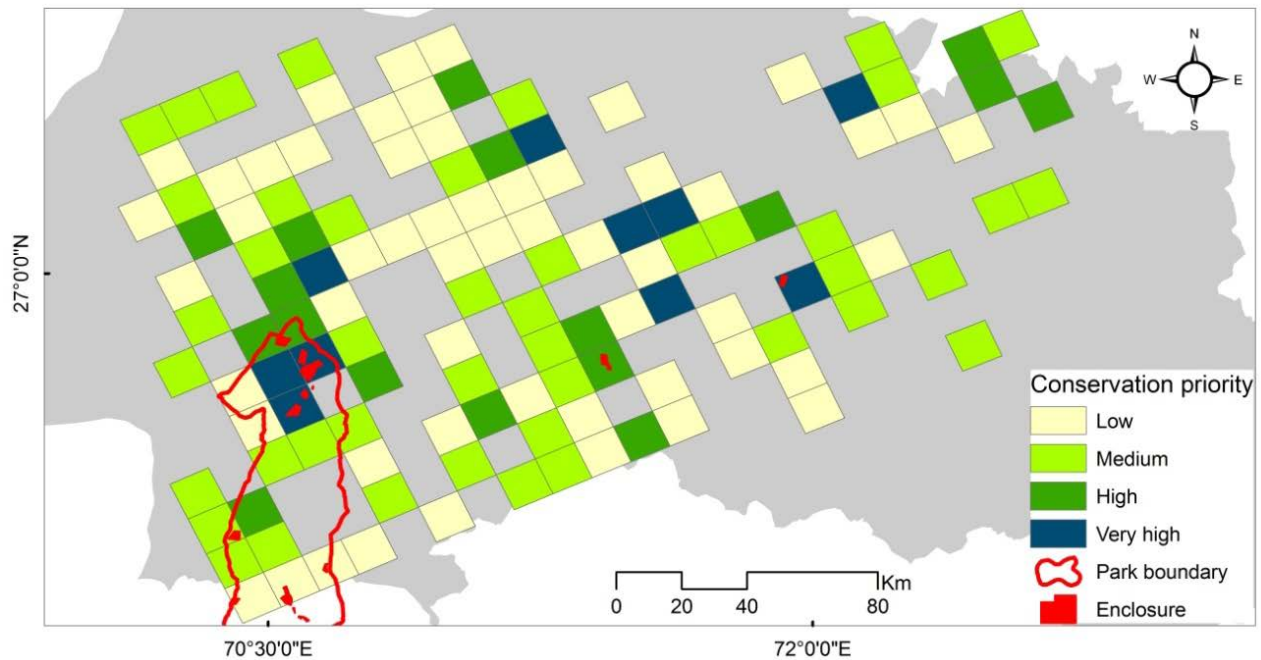 N
W E
S
27°0'0"N
Conservation priority
Low
Medium
High
Very high
Park boundary
Enclosure
Km
0 20 40 80
70°30'0"E 72°0'0"E